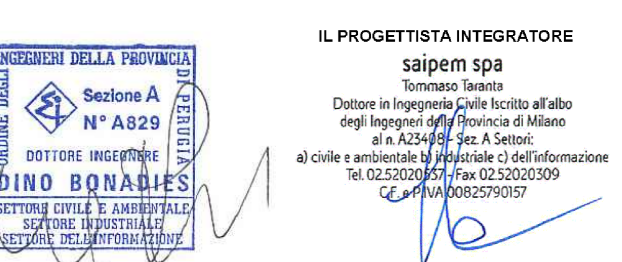 INGEGNERI DELLA PROVINCIA
DI PERUGIA
ORDINE DEGLI
Sezione A
N° A829
DOTTORE INGEGNERE
DINO BONADIES
SETTORE CIVILE E AMBIENTALE
SETTORE INDUSTRIALE
SETTORE DELL'INFORMAZIONE
IL PROGETTISTA INTEGRATORE
saipem spa
Tommaso Taranta
Dottore in Ingegneria Civile Iscritto all'albo
degli Ingegneri della Provincia di Milano
al n. A23408 - Sez. A Settori:
a) civile e ambientale b) industriale c) dell'informazione
Tel. 02.52020557 - Fax 02.52020309
C.F. e P.IVA 00825790157